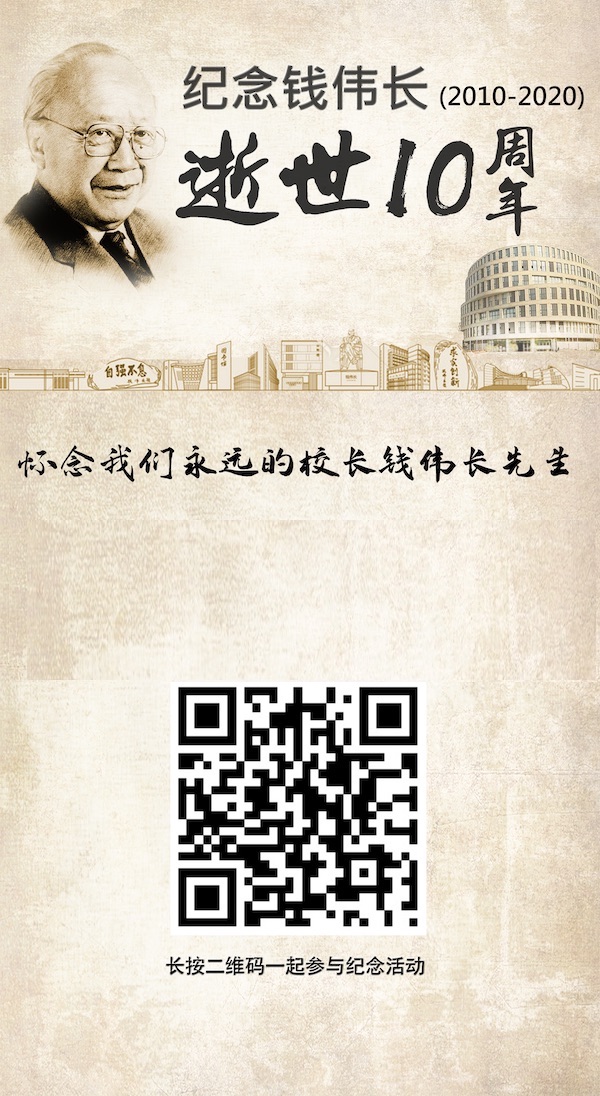 纪念钱伟长 (2010-2020)
逝世10周年
自强不息
求实创新
怀念我们永远的校长钱伟长先生
长按二维码一起参与纪念活动